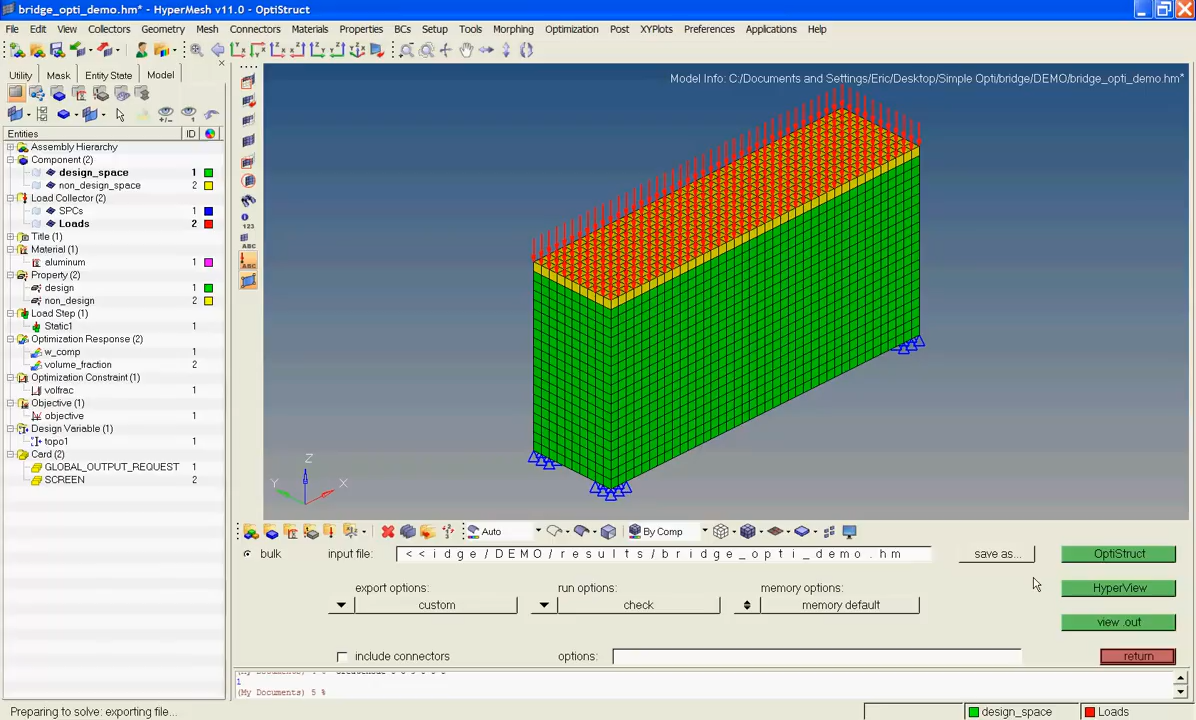 bridge_opti_demo.hm* - HyperMesh v11.0 - OptiStruct
File Edit View Collectors Geometry Mesh Connectors Materials Properties BCs Setup Tools Morphing Optimization Post XYPlots Preferences Applications Help
Utility Mask Entity State Model
Model Info: C:/Documents and Settings/Eric/Desktop/Simple Opti/bridge/DEMO/bridge_opti_demo.hm*
Entities ID
Assembly Hierarchy
Component (2)
design_space 1
non_design_space 2
Load Collector (2)
SPCs 1
Loads 2
Title (1)
Material (1)
aluminum 1
Property (2)
design 1
non_design 2
Load Step (1)
Static1 1
Optimization Response (2)
w_comp 1
volume_fraction 2
Optimization Constraint (1)
volfrac 1
Objective (1)
objective 1
Design Variable (1)
topo1 1
Card (2)
GLOBAL_OUTPUT_REQUEST 1
SCREEN 2
123
ABC
ABC
Z
Y
X
Auto
By Comp
bulk
input file:
<<idge/DEMO/results/bridge_opti_demo.hm
save as...
OptiStruct
export options:
run options:
memory options:
HyperView
custom
check
memory default
view .out
include connectors
options:
return
1
(My Documents) 5 %
Preparing to solve: exporting file...
design_space
Loads